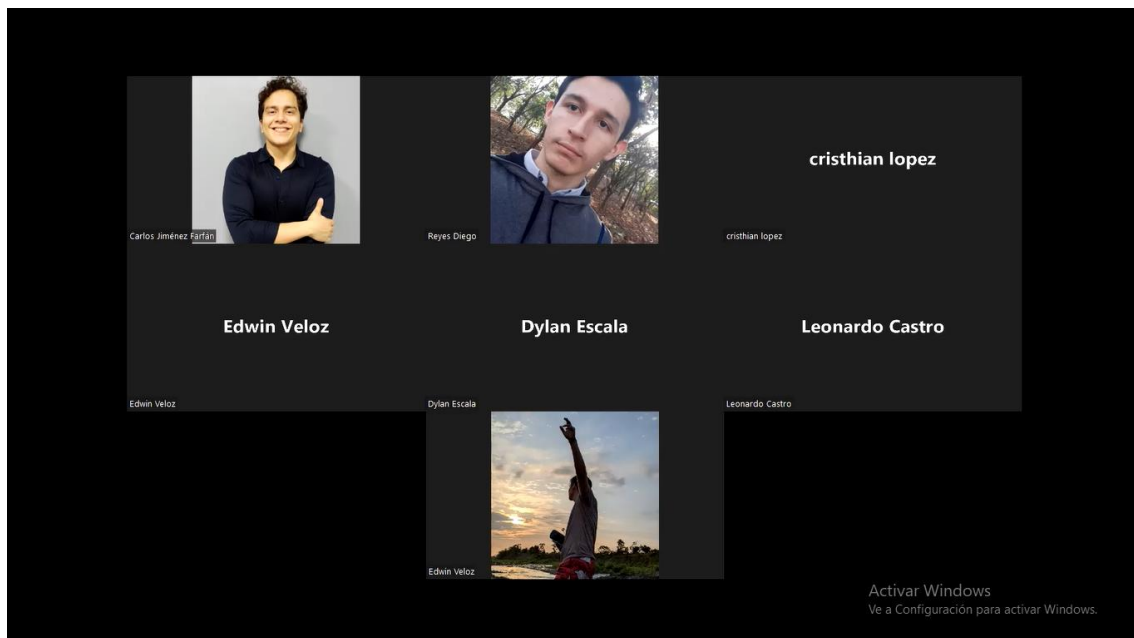 Carlos Jiménez Farfán
Reyes Diego
cristhian lopez
cristhian lopez
Edwin Veloz
Edwin Veloz
Dylan Escala
Dylan Escala
Leonardo Castro
Leonardo Castro
Edwin Veloz
Activar Windows
Ve a Configuración para activar Windows.